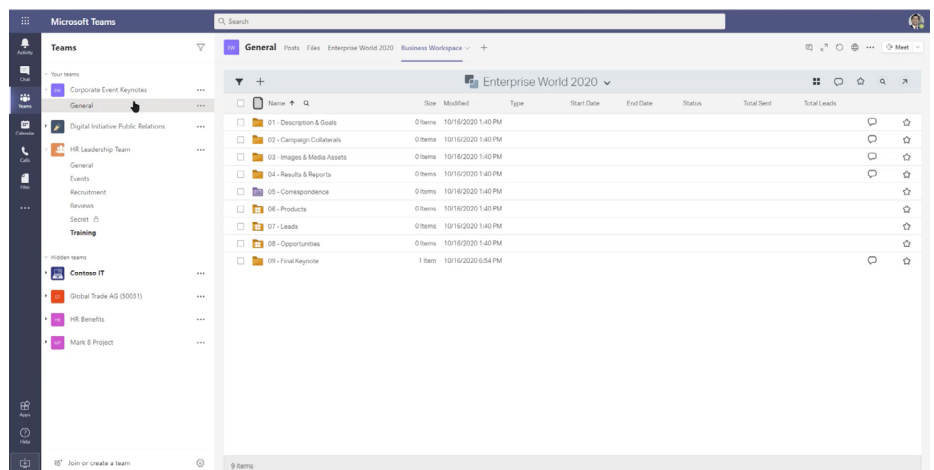 Microsoft Teams
Search
Activity
Chat
Teams
Calendar
Calls
Files
Apps
Help
Teams
Your teams
Corporate Event Keynotes
General
Digital Initiative Public Relations
HR Leadership Team
General
Events
Recruitment
Reviews
Secret
Training
Hidden teams
Contoso IT
Global Trade AG (50031)
HR Benefits
Mark 8 Project
Join or create a team
General Posts Files Enterprise World 2020 Business Workspace Meet
Enterprise World 2020
Name Size Modified Type Start Date End Date Status Total Sent Total Leads
01 - Description & Goals 0 Items 10/16/2020 1:40 PM
02 - Campaign Collaterals 0 Items 10/16/2020 1:40 PM
03 - Images & Media Assets 0 Items 10/16/2020 1:40 PM
04 - Results & Reports 0 Items 10/16/2020 1:40 PM
05 - Correspondence 0 Items 10/16/2020 1:40 PM
06 - Products 0 Items 10/16/2020 1:40 PM
07 - Leads 0 Items 10/16/2020 1:40 PM
08 - Opportunities 0 Items 10/16/2020 1:40 PM
09 - Final Keynote 1 Item 10/16/2020 6:54 PM
9 items